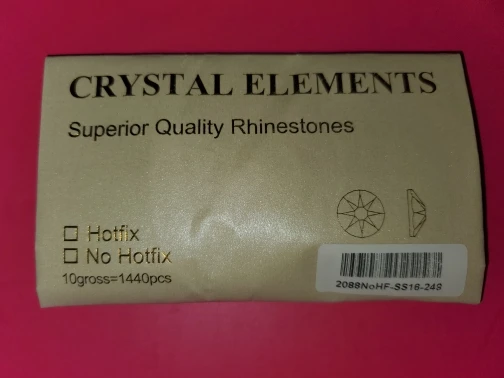 CRYSTAL ELEMENTS
Superior Quality Rhinestones
Hotfix
No Hotfix
10gross=1440pcs
2088NoHF-SS16-24S